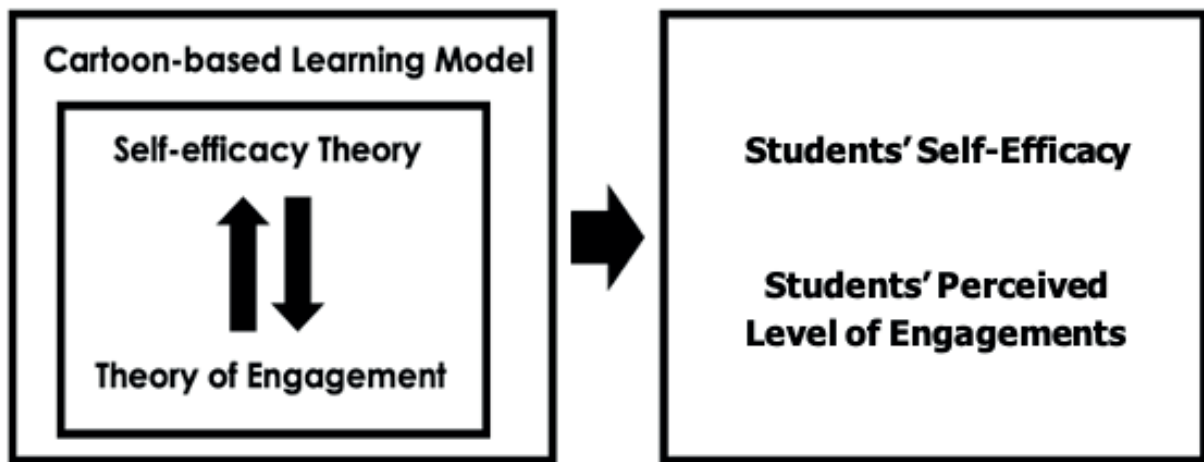 Cartoon-based Learning Model
Self-efficacy Theory
Theory of Engagement
Students' Self-Efficacy
Students' Perceived
Level of Engagements